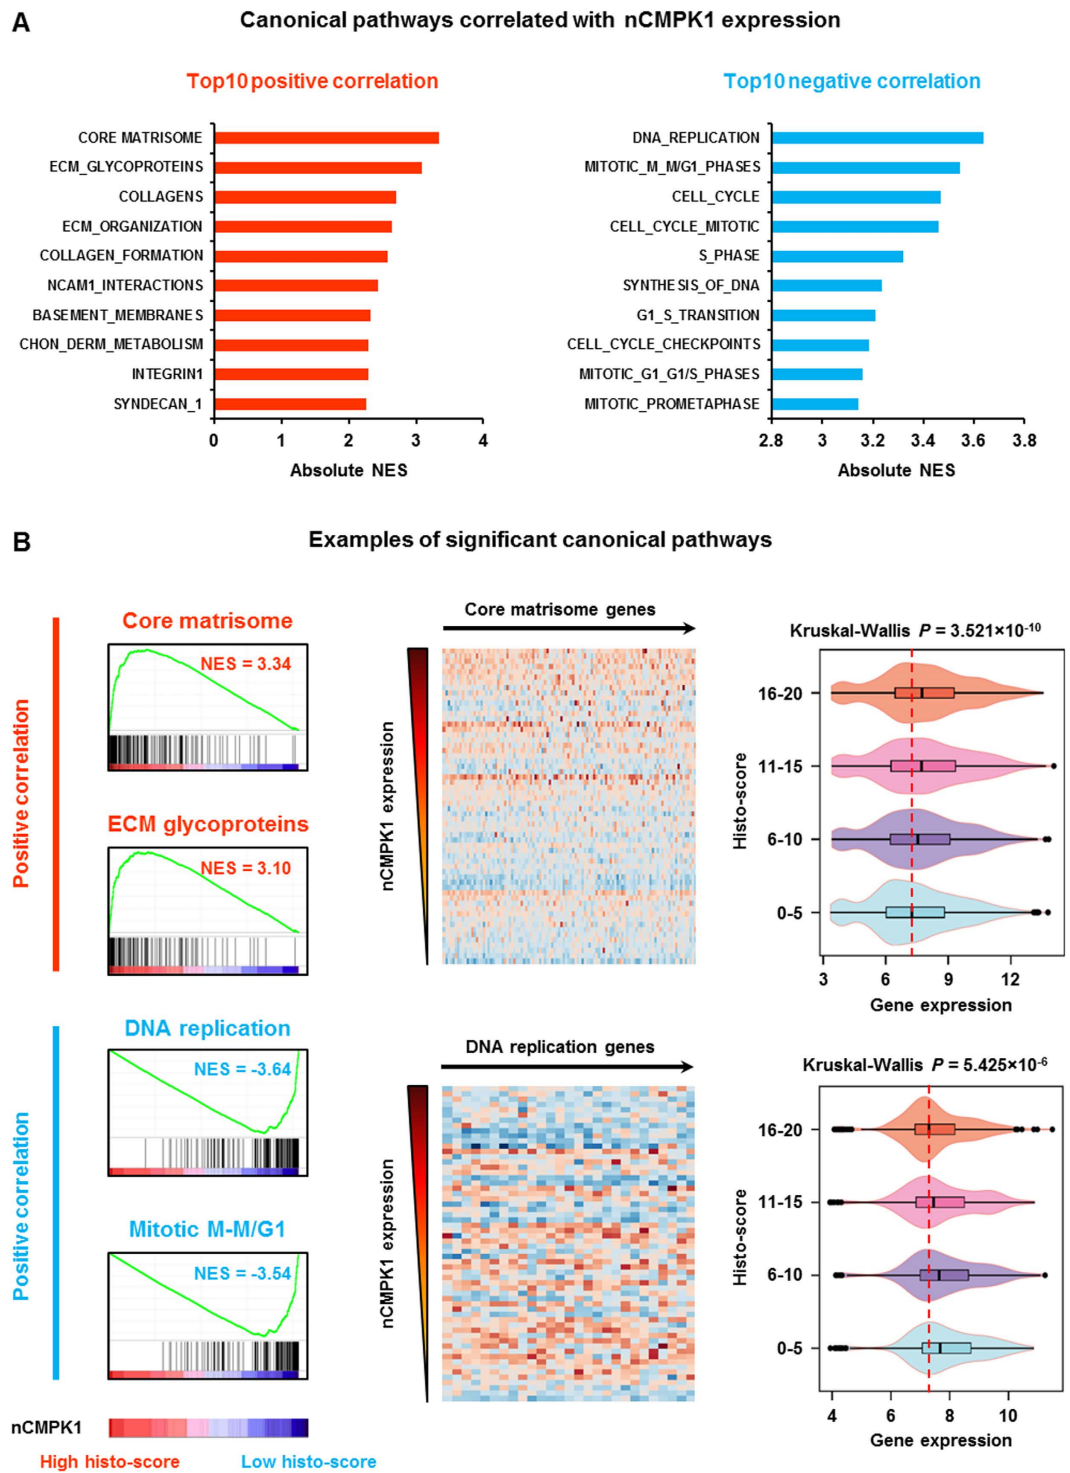 A
Canonical pathways correlated with nCMPK1 expression
Top10 positive correlation
CORE MATRISOME
ECM_GLYCOPROTEINS
COLLAGENS
ECM_ORGANIZATION
COLLAGEN_FORMATION
NCAM1_INTERACTIONS
BASEMENT_MEMBRANES
CHON_DERM_METABOLISM
INTEGRIN1
SYNDECAN_1
0 1 2 3 4
Absolute NES
Top10 negative correlation
DNA_REPLICATION
MITOTIC_M_M/G1_PHASES
CELL_CYCLE
CELL_CYCLE_MITOTIC
S_PHASE
SYNTHESIS_OF_DNA
G1_S_TRANSITION
CELL_CYCLE_CHECKPOINTS
MITOTIC_G1_G1/S_PHASES
MITOTIC_PROMETAPHASE
2.8 3 3.2 3.4 3.6 3.8
Absolute NES
B
Examples of significant canonical pathways
Positive correlation
Core matrisome
NES = 3.34
ECM glycoproteins
NES = 3.10
Core matrisome genes
nCMPK1 expression
Kruskal-Wallis P = 3.521×10-10
Histo-score
16-20
11-15
6-10
0-5
3 6 9 12
Gene expression
Positive correlation
DNA replication
NES = -3.64
Mitotic M-M/G1
NES = -3.54
DNA replication genes
nCMPK1 expression
Kruskal-Wallis P = 5.425×10-6
Histo-score
16-20
11-15
6-10
0-5
4 6 8 10
Gene expression
nCMPK1
High histo-score Low histo-score